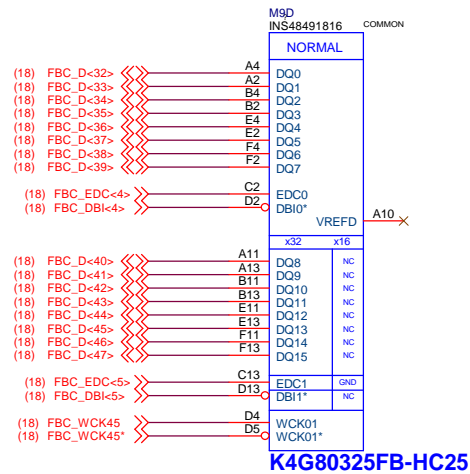 M9D
INS48491816 COMMON
NORMAL
(18) FBC_D<32> A4 DQ0
(18) FBC_D<33> A2 DQ1
(18) FBC_D<34> B4 DQ2
(18) FBC_D<35> B2 DQ3
(18) FBC_D<36> E4 DQ4
(18) FBC_D<37> E2 DQ5
(18) FBC_D<38> F4 DQ6
(18) FBC_D<39> F2 DQ7
(18) FBC_EDC<4> C2 EDC0
(18) FBC_DBI<4> D2 DBI0*
VREFD A10
x32 x16
(18) FBC_D<40> A11 DQ8 NC
(18) FBC_D<41> A13 DQ9 NC
(18) FBC_D<42> B11 DQ10 NC
(18) FBC_D<43> B13 DQ11 NC
(18) FBC_D<44> E11 DQ12 NC
(18) FBC_D<45> E13 DQ13 NC
(18) FBC_D<46> F11 DQ14 NC
(18) FBC_D<47> F13 DQ15 NC
(18) FBC_EDC<5> C13 EDC1 GND
(18) FBC_DBI<5> D13 DBI1* NC
(18) FBC_WCK45 D4 WCK01
(18) FBC_WCK45* D5 WCK01*
K4G80325FB-HC25